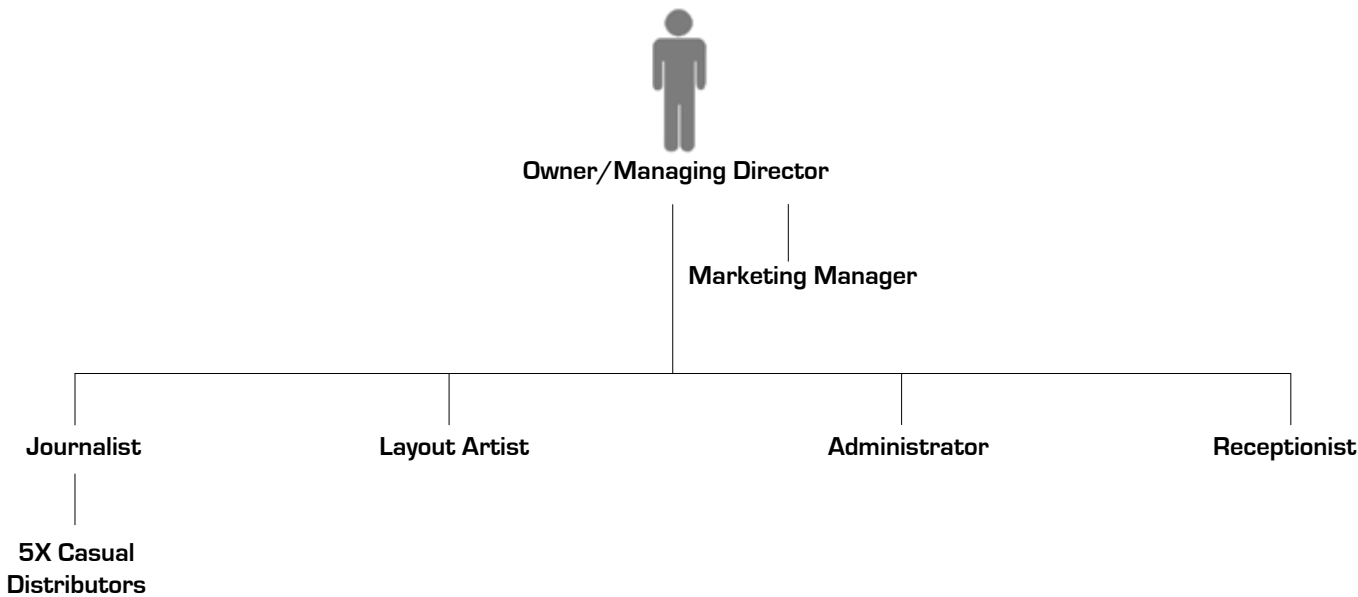 Owner/Managing Director
Marketing Manager
Journalist
Layout Artist
Administrator
Receptionist
5X Casual
Distributors